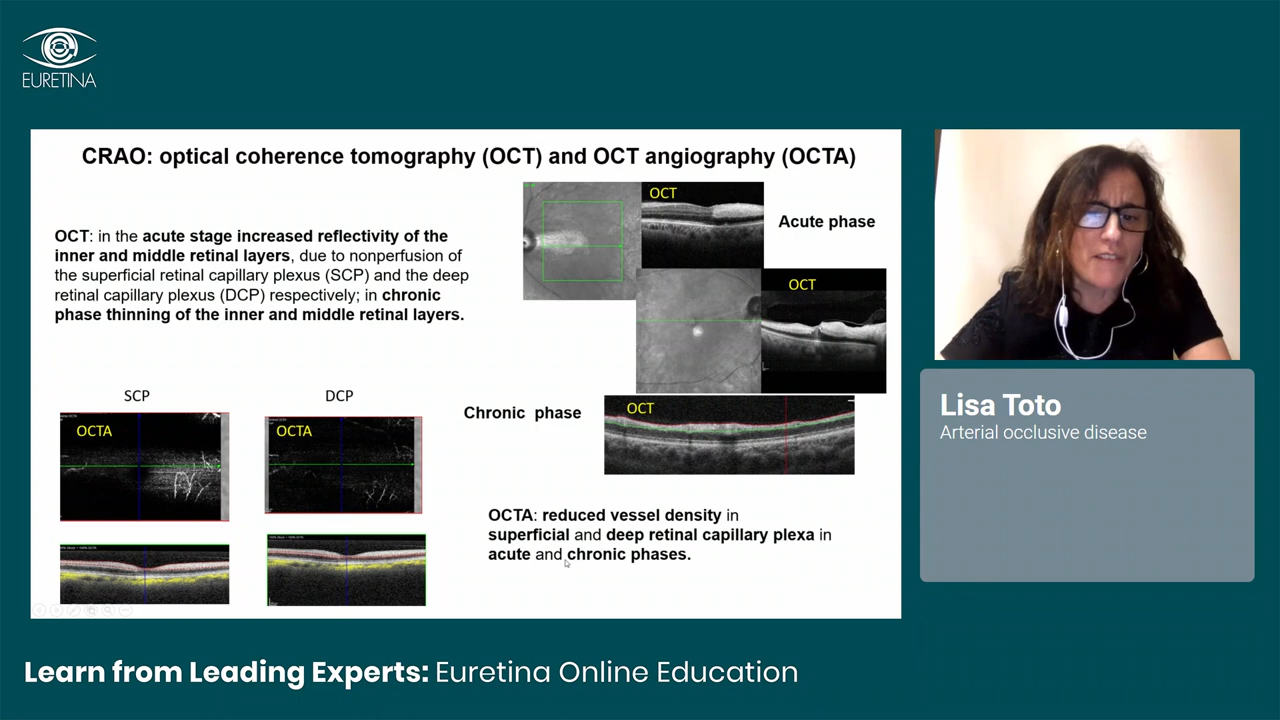 EURETINA
CRAO: optical coherence tomography (OCT) and OCT angiography (OCTA)
OCT: in the acute stage increased reflectivity of the
inner and middle retinal layers, due to nonperfusion of
the superficial retinal capillary plexus (SCP) and the deep
retinal capillary plexus (DCP) respectively; in chronic
phase thinning of the inner and middle retinal layers.
OCT
Acute phase
OCT
SCP
DCP
OCTA
OCTA
Chronic phase
OCT
OCTA: reduced vessel density in
superficial and deep retinal capillary plexa in
acute and chronic phases.
Lisa Toto
Arterial occlusive disease
Learn from Leading Experts: Euretina Online Education